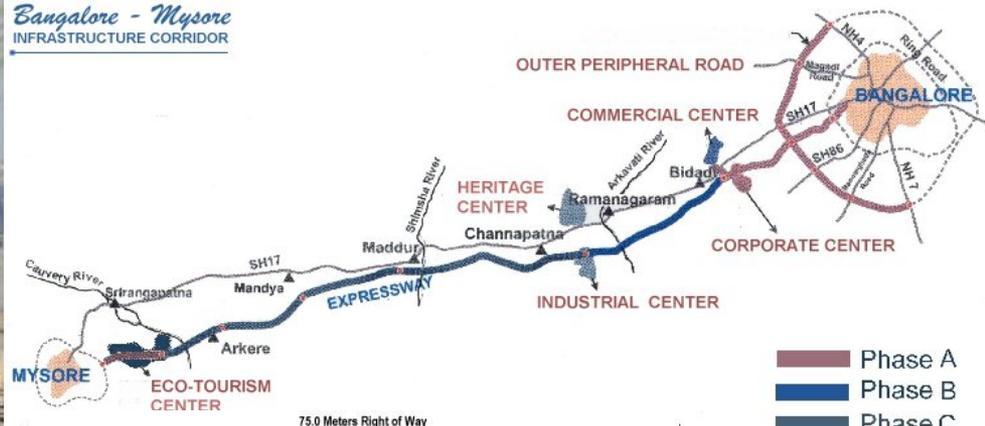 Bangalore - Mysore
INFRASTRUCTURE CORRIDOR
NH4
Ring Road
OUTER PERIPHERAL ROAD
Magadi
Road
BANGALORE
COMMERCIAL CENTER
SH17
SH86
Arkavati River
Bidadi
NH 7
Shimsha River
HERITAGE
CENTER
Ramanagaram
Channapatna
CORPORATE CENTER
Maddur
SH17
Cauvery River
Mandya
EXPRESSWAY
Srirangapatna
INDUSTRIAL CENTER
Arkere
MYSORE
ECO-TOURISM
CENTER
Phase A
Phase B
Phase C
75.0 Meters Right of Way